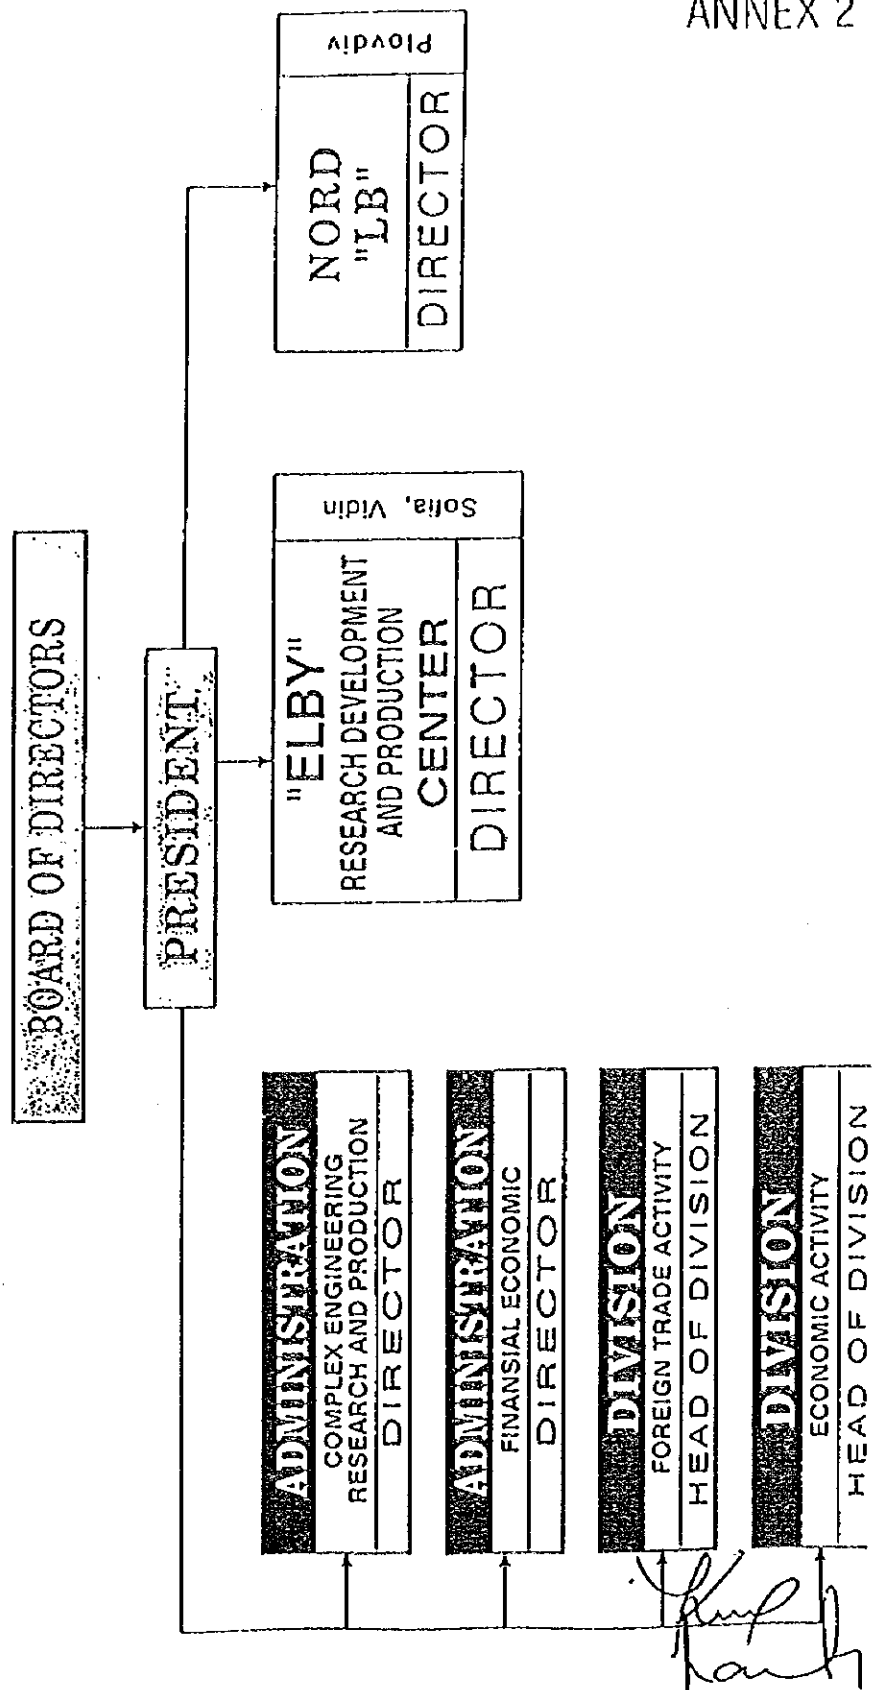 ANNEX 2
BOARD OF DIRECTORS
PRESIDENT
ADMINISTRATION
COMPLEX ENGINEERING
RESEARCH AND PRODUCTION
DIRECTOR
ADMINISTRATION
FINANSIAL ECONOMIC
DIRECTOR
DIVISION
FOREIGN TRADE ACTIVITY
HEAD OF DIVISION
DIVISION
ECONOMIC ACTIVITY
HEAD OF DIVISION
"ELBY"
RESEARCH DEVELOPMENT
AND PRODUCTION
CENTER
DIRECTOR
Sofia, Vidin
NORD
"LB"
DIRECTOR
Plovdiv